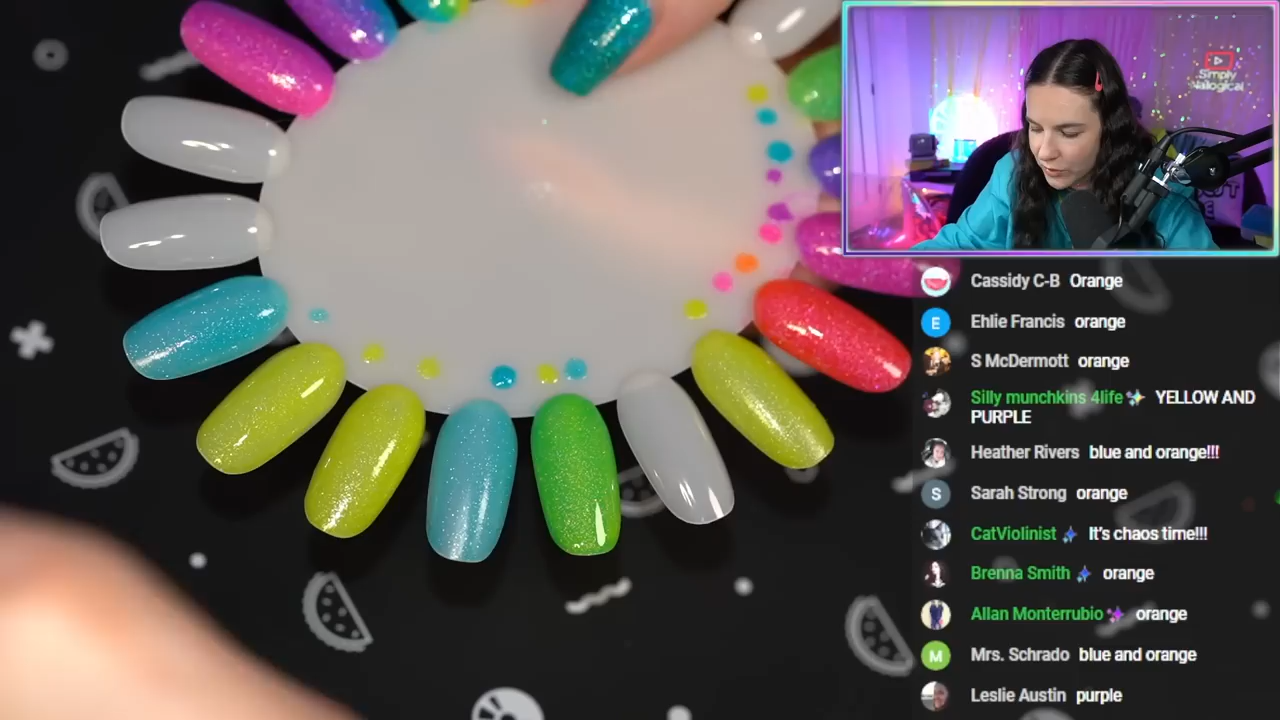 Simply
Nailogical
Cassidy C-B Orange
Ehlie Francis orange
S McDermott orange
Silly munchkins 4life YELLOW AND
PURPLE
Heather Rivers blue and orange!!!
S Sarah Strong orange
CatViolinist It's chaos time!!!
Brenna Smith orange
Allan Monterrubio orange
M Mrs. Schrado blue and orange
Leslie Austin purple
E